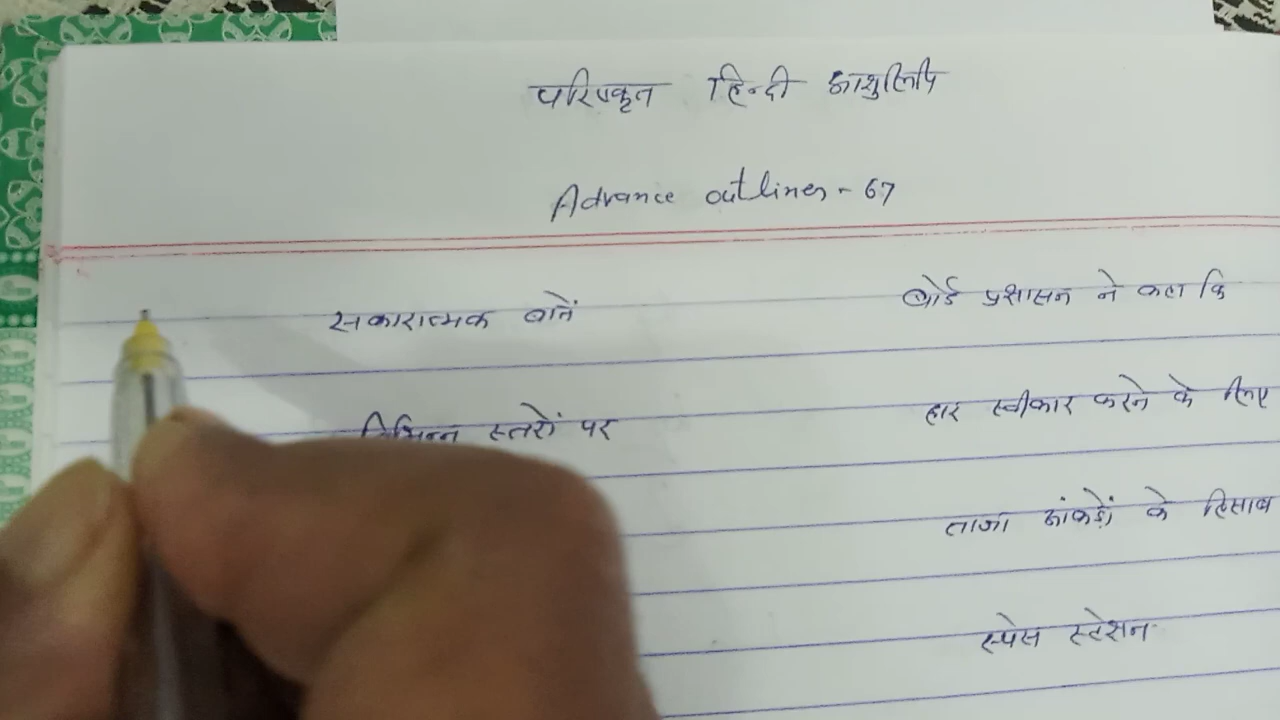 परिष्कृत हिन्दी आशुलिपि
Advance outlines - 67
सकारात्मक बातें
बोर्ड प्रशासन ने कहा कि
विभिन्न स्तरों पर
हार स्वीकार करने के लिए
ताजा आंकड़ों के हिसाब
स्पेस स्टेशन